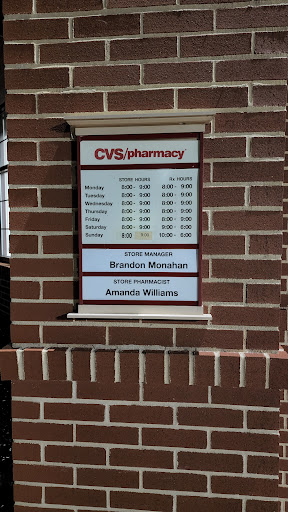 CVS/pharmacy
STORE HOURS Rx HOURS
Monday 8:00 - 9:00 8:00 - 9:00
Tuesday 8:00 - 9:00 8:00 - 9:00
Wednesday 8:00 - 9:00 8:00 - 9:00
Thursday 8:00 - 9:00 8:00 - 9:00
Friday 8:00 - 9:00 8:00 - 9:00
Saturday 8:00 - 9:00 9:00 - 6:00
Sunday 8:00 10:00 - 6:00
STORE MANAGER
Brandon Monahan
STORE PHARMACIST
Amanda Williams